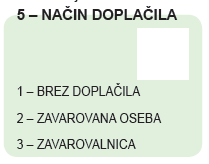 5 – NAČIN DOPLAČILA
1 – BREZ DOPLAČILA
2 – ZAVAROVANA OSEBA
3 – ZAVAROVALNICA